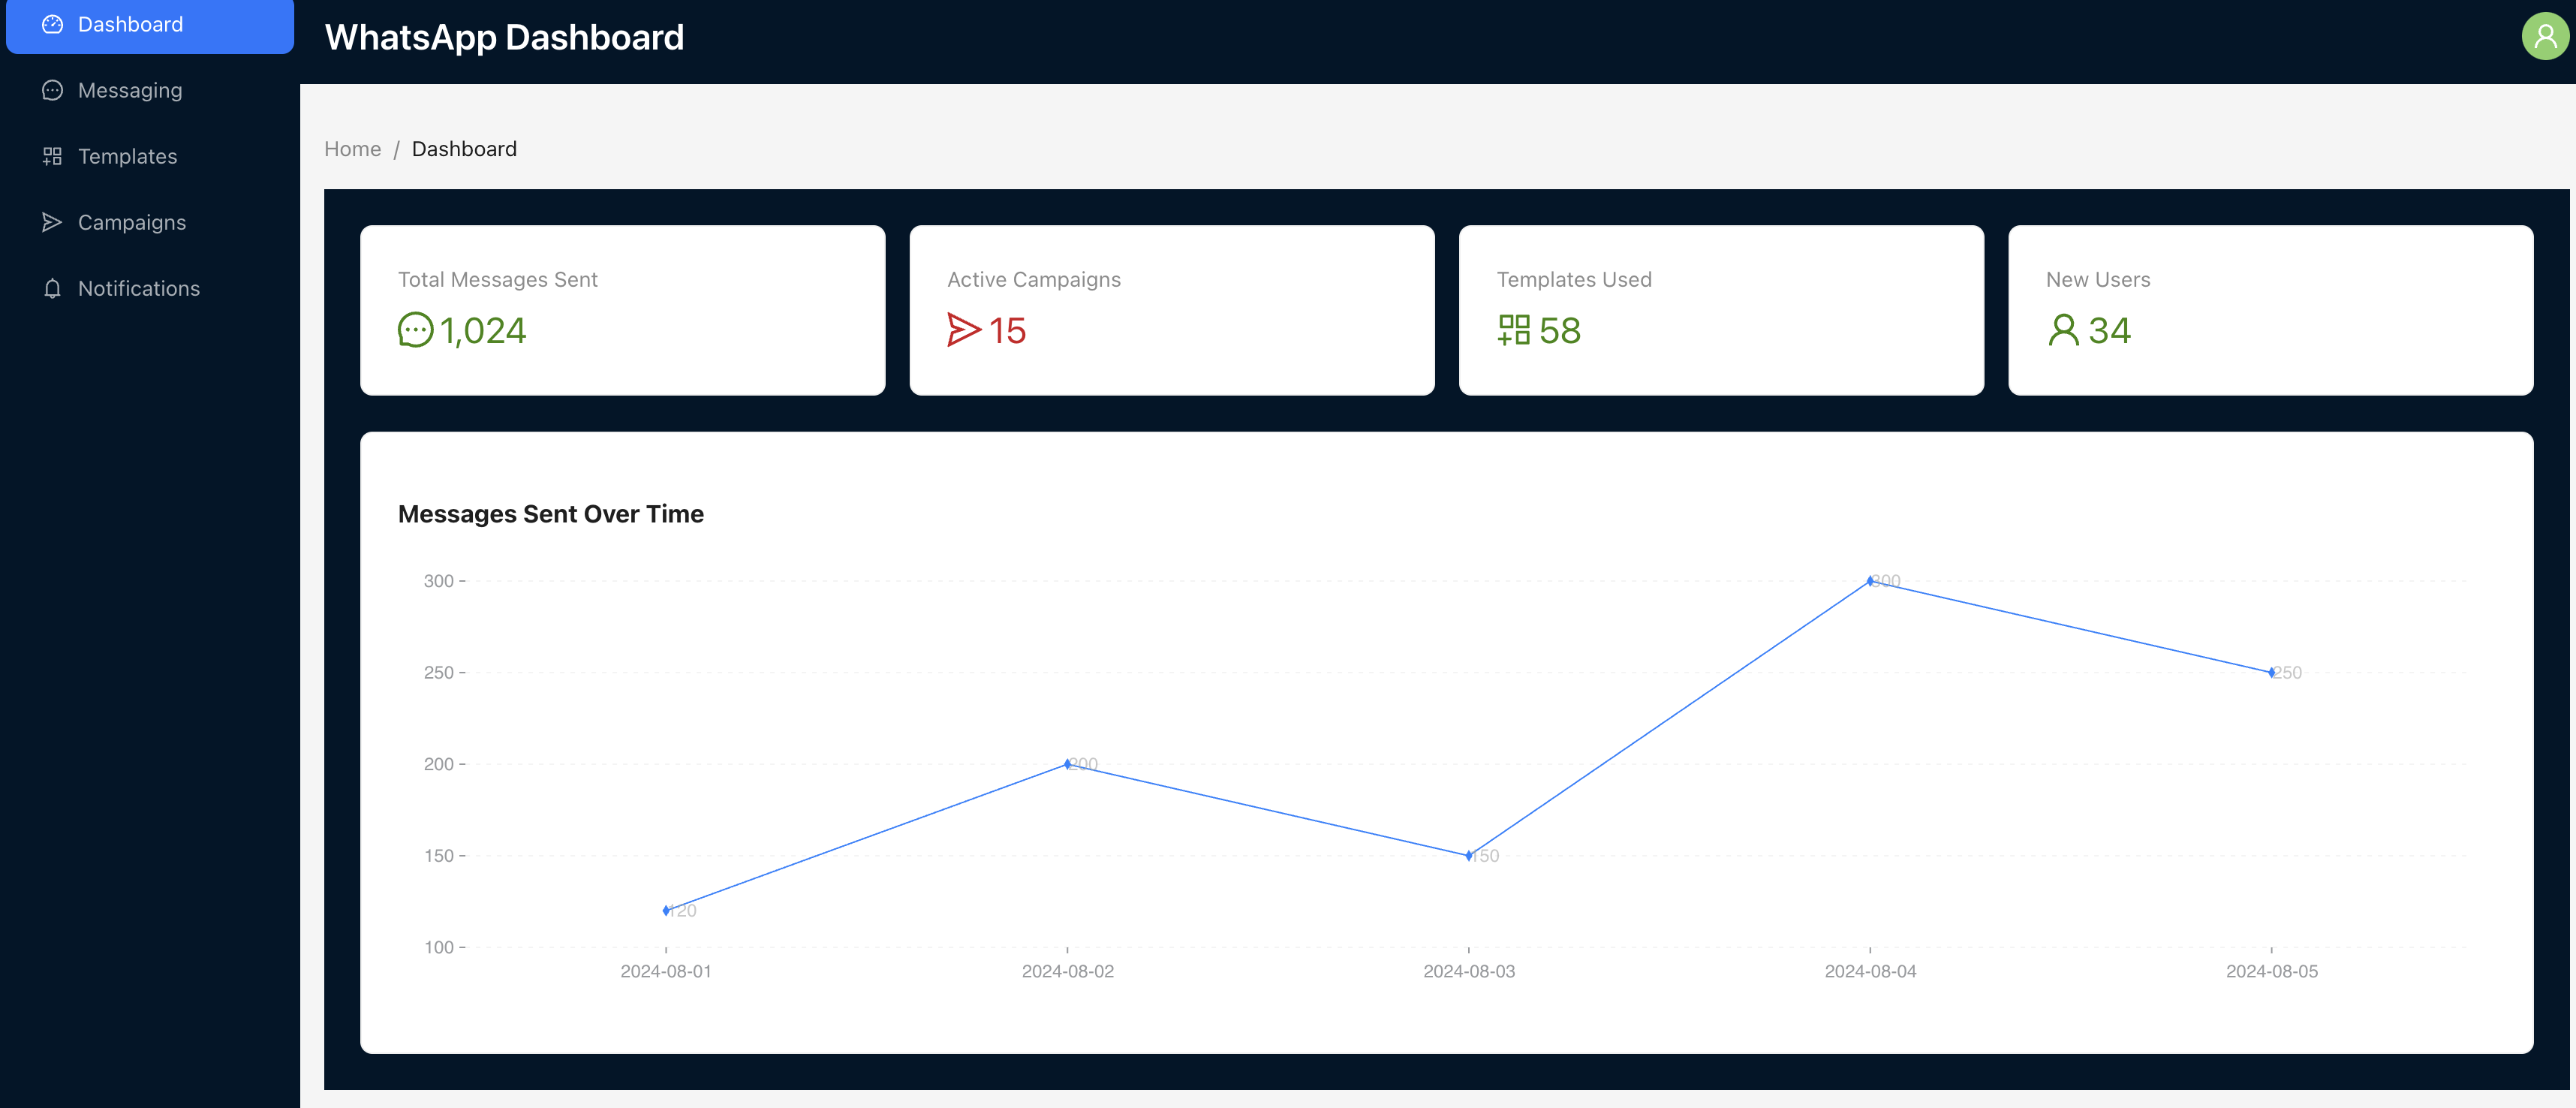 Dashboard
Messaging
Templates
Campaigns
Notifications
WhatsApp Dashboard
Home / Dashboard
Total Messages Sent
1,024
Active Campaigns
15
Templates Used
58
New Users
34
Messages Sent Over Time
300
250
200
150
100
120
200
150
300
250
2024-08-01
2024-08-02
2024-08-03
2024-08-04
2024-08-05